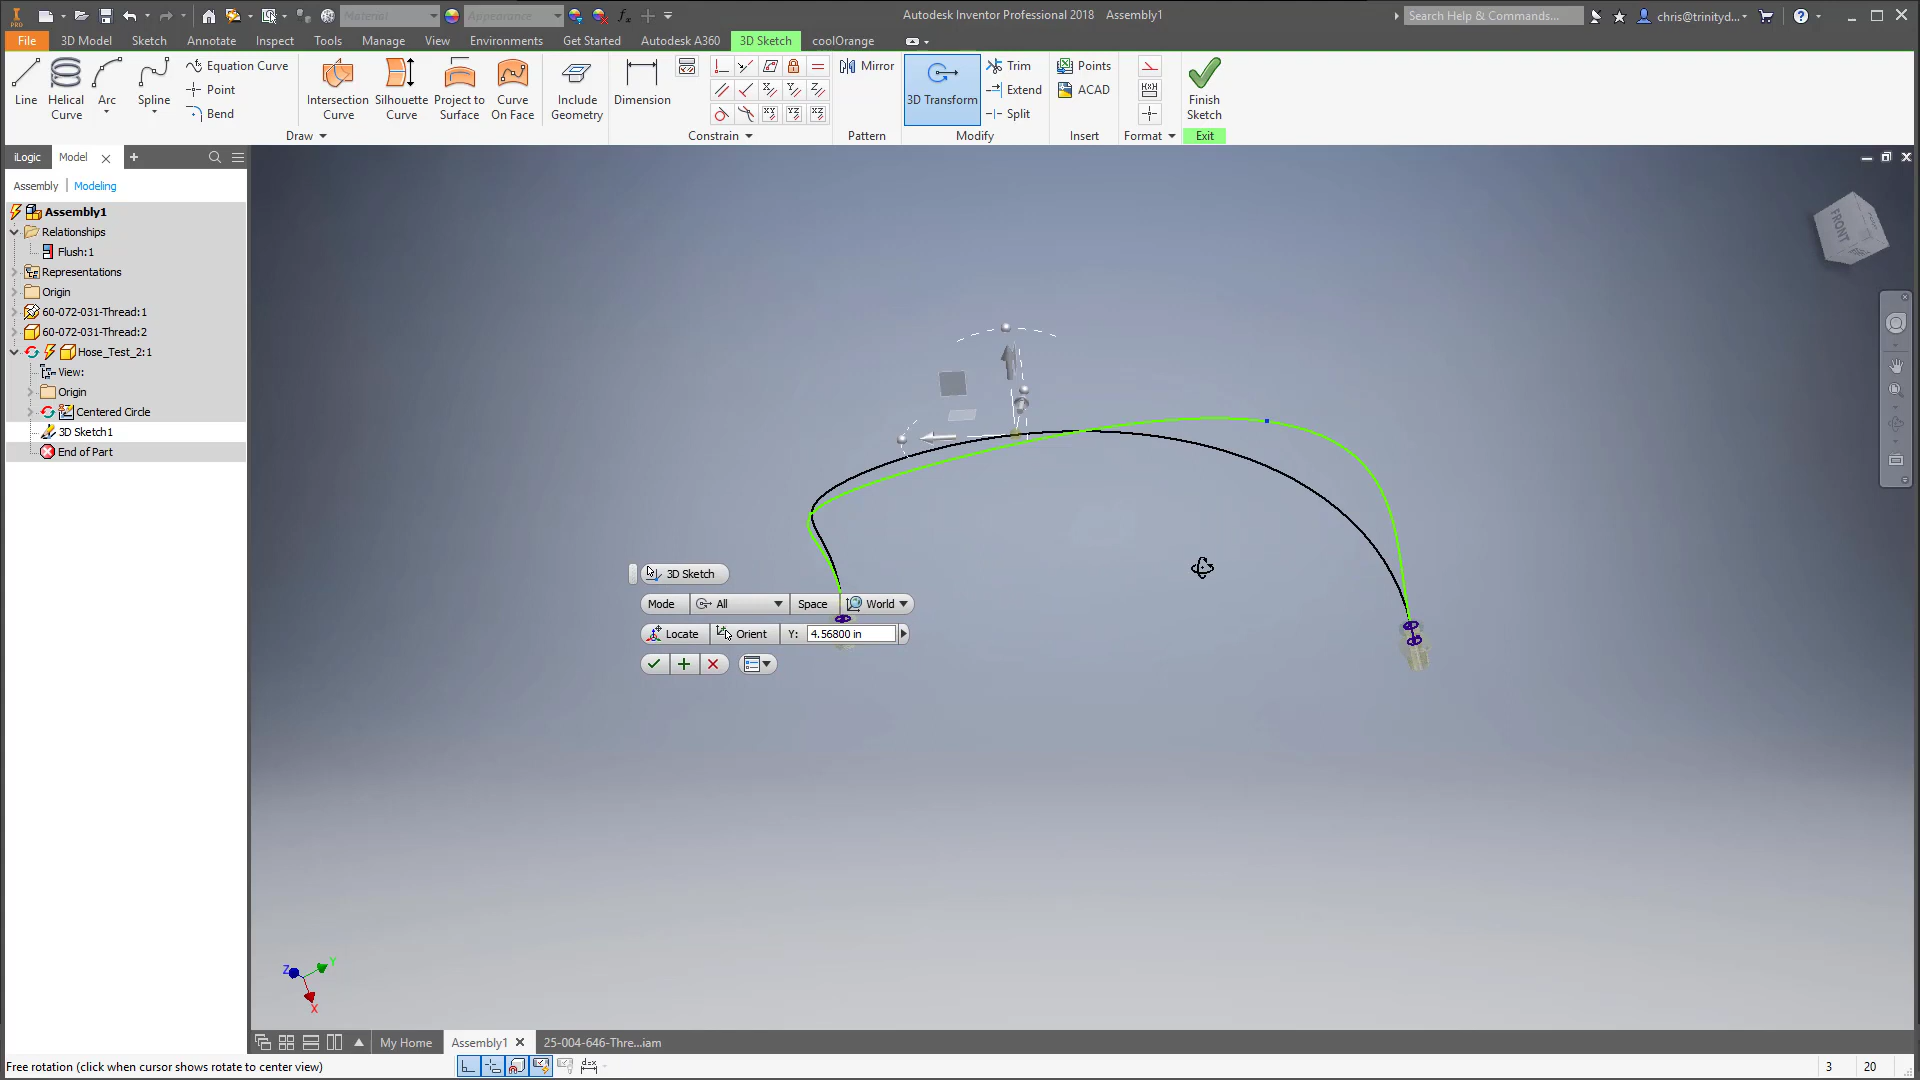 PRO
Material
Appearance
Autodesk Inventor Professional 2018 Assembly1
Search Help & Commands...
chris@trinityd...
File
3D Model
Sketch
Annotate
Inspect
Tools
Manage
View
Environments
Get Started
Autodesk A360
3D Sketch
coolOrange
Line
Helical Curve
Arc
Spline
Equation Curve
Point
Bend
Intersection Curve
Silhouette Curve
Project to Surface
Curve On Face
Include Geometry
Dimension
Mirror
3D Transform
Trim
Extend
Split
Points
ACAD
Finish Sketch
Draw
Constrain
Pattern
Modify
Insert
Format
Exit
iLogic
Model
Assembly | Modeling
Assembly1
Relationships
Flush:1
Representations
Origin
60-072-031-Thread:1
60-072-031-Thread:2
Hose_Test_2:1
View:
Origin
Centered Circle
3D Sketch1
End of Part
FRONT
3D Sketch
Mode
All
Space
World
Locate
Orient
Y: 4.56800 in
Z
Y
X
My Home
Assembly1
25-004-646-Thre...iam
Free rotation (click when cursor shows rotate to center view)
3
20